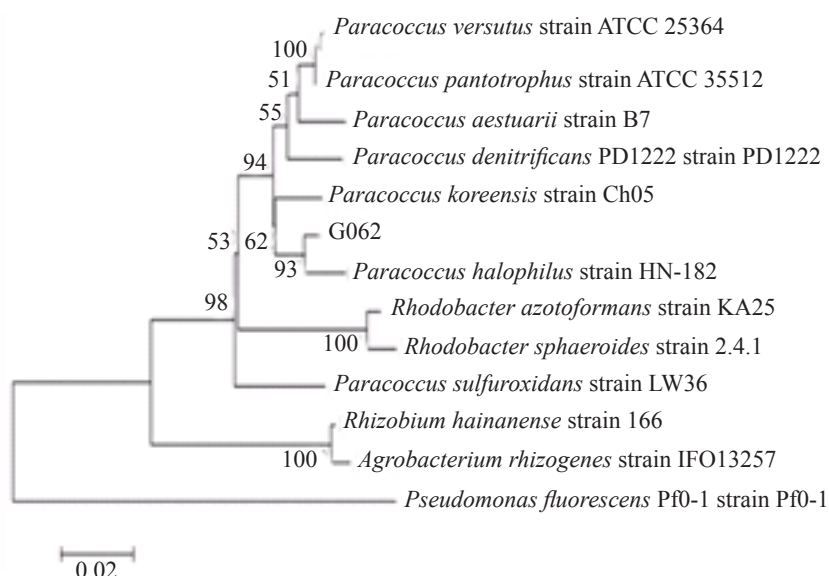 Paracoccus versutus strain ATCC 25364
100
51
Paracoccus pantotrophus strain ATCC 35512
55
Paracoccus aestuarii strain B7
Paracoccus denitrificans PD1222 strain PD1222
94
Paracoccus koreensis strain Ch05
53 62 G062
93 Paracoccus halophilus strain HN-182
98
Rhodobacter azotoformans strain KA25
100 Rhodobacter sphaeroides strain 2.4.1
Paracoccus sulfuroxidans strain LW36
Rhizobium hainanense strain 166
100 Agrobacterium rhizogenes strain IFO13257
Pseudomonas fluorescens Pf0-1 strain Pf0-1
0.02